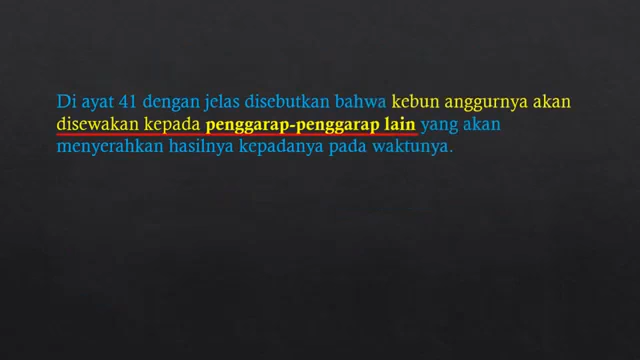 Di ayat 41 dengan jelas disebutkan bahwa kebun anggurnya akan
disewakan kepada penggarap-penggarap lain yang akan
menyerahkan hasilnya kepadanya pada waktunya.